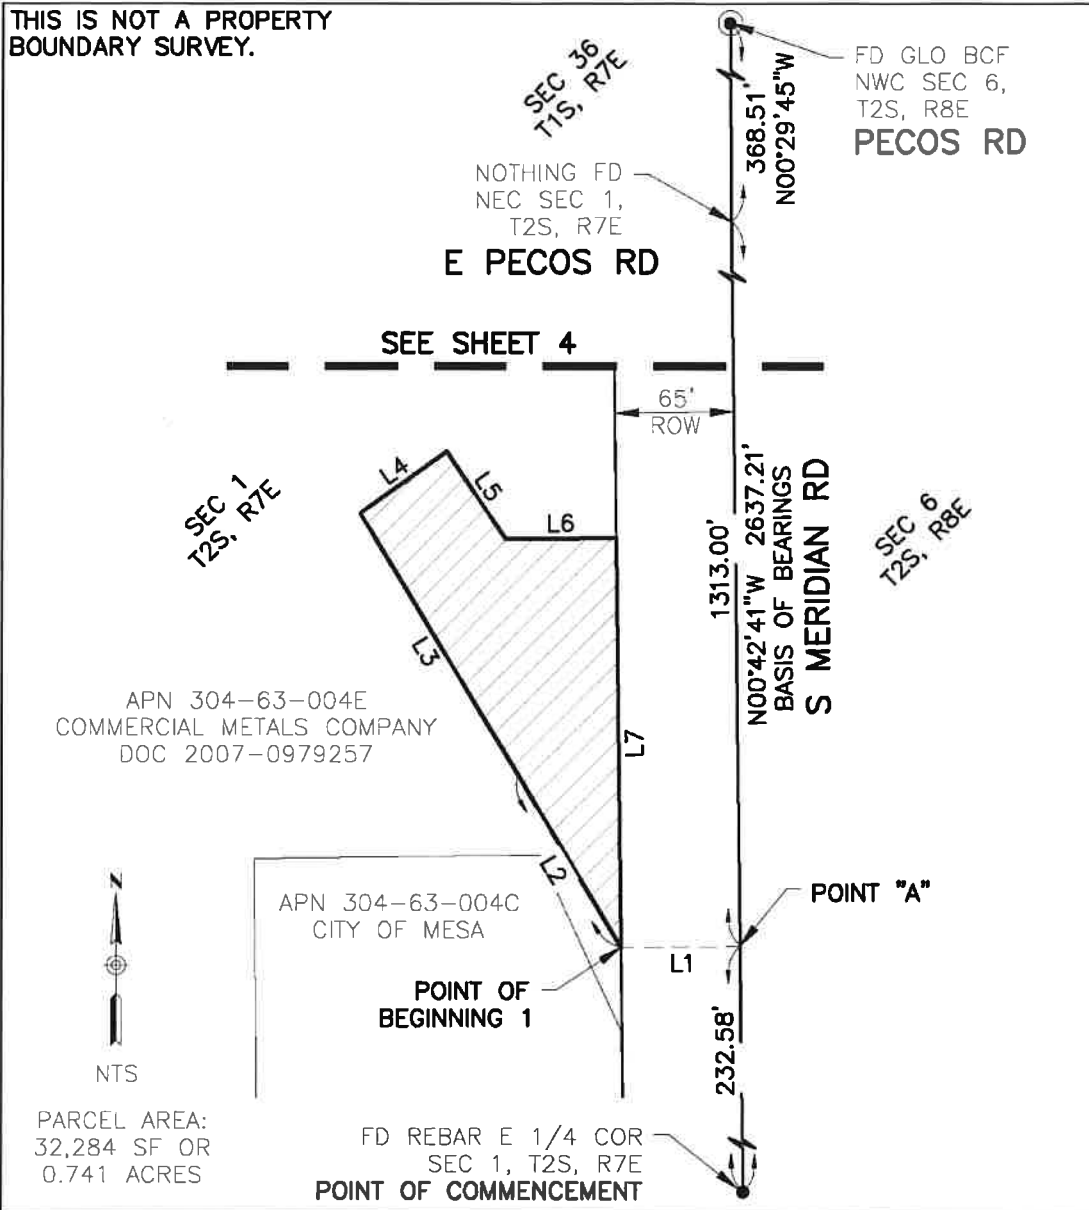 THIS IS NOT A PROPERTY
BOUNDARY SURVEY.
SEC 36
T1S, R7E
368.51'
N00°29'45"W
FD GLO BCF
NWC SEC 6,
T2S, R8E
PECOS RD
NOTHING FD
NEC SEC 1,
T2S, R7E
E PECOS RD
SEE SHEET 4
65'
ROW
SEC 1
T2S, R7E
L4
L5
L6
1313.00'
N00°42'41"W 2637.21'
BASIS OF BEARINGS
S MERIDIAN RD
SEC 6
T2S, R8E
L3
APN 304-63-004E
COMMERCIAL METALS COMPANY
DOC 2007-0979257
L7
L2
APN 304-63-004C
CITY OF MESA
POINT "A"
L1
POINT OF
BEGINNING 1
N
NTS
232.58'
PARCEL AREA:
32,284 SF OR
0.741 ACRES
FD REBAR E 1/4 COR
SEC 1, T2S, R7E
POINT OF COMMENCEMENT